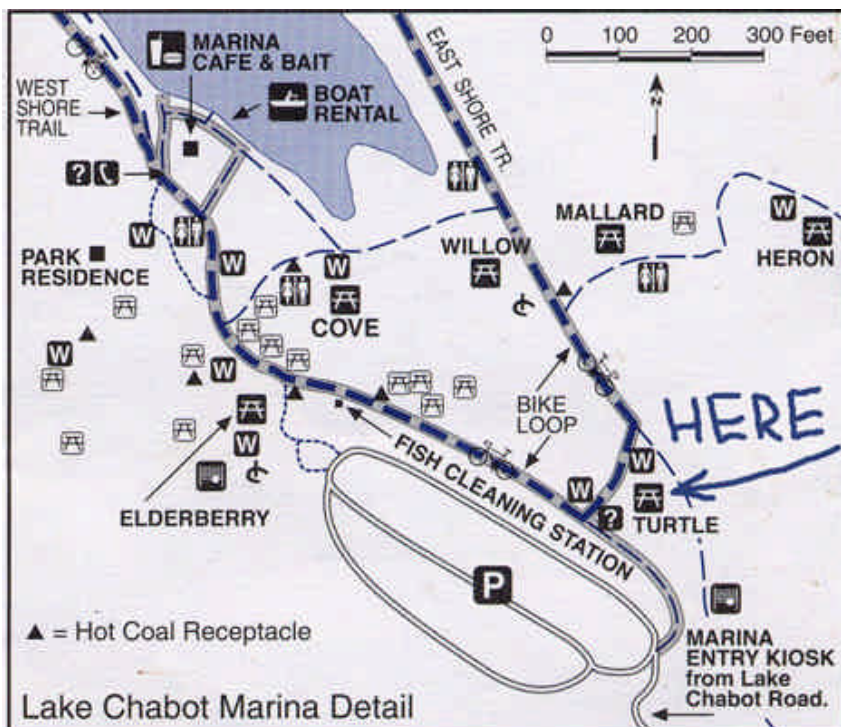 MARINA
CAFE & BAIT
0 100 200 300 Feet
EAST SHORE TR.
WEST
SHORE
TRAIL
BOAT
RENTAL
N
?
W
PARK
RESIDENCE
W
W
WILLOW
MALLARD
W
HERON
COVE
W
W
BIKE
LOOP
HERE
W
FISH CLEANING STATION
W
W
?
TURTLE
ELDERBERRY
P
▲ = Hot Coal Receptacle
MARINA
ENTRY KIOSK
from Lake
Chabot Road.
Lake Chabot Marina Detail